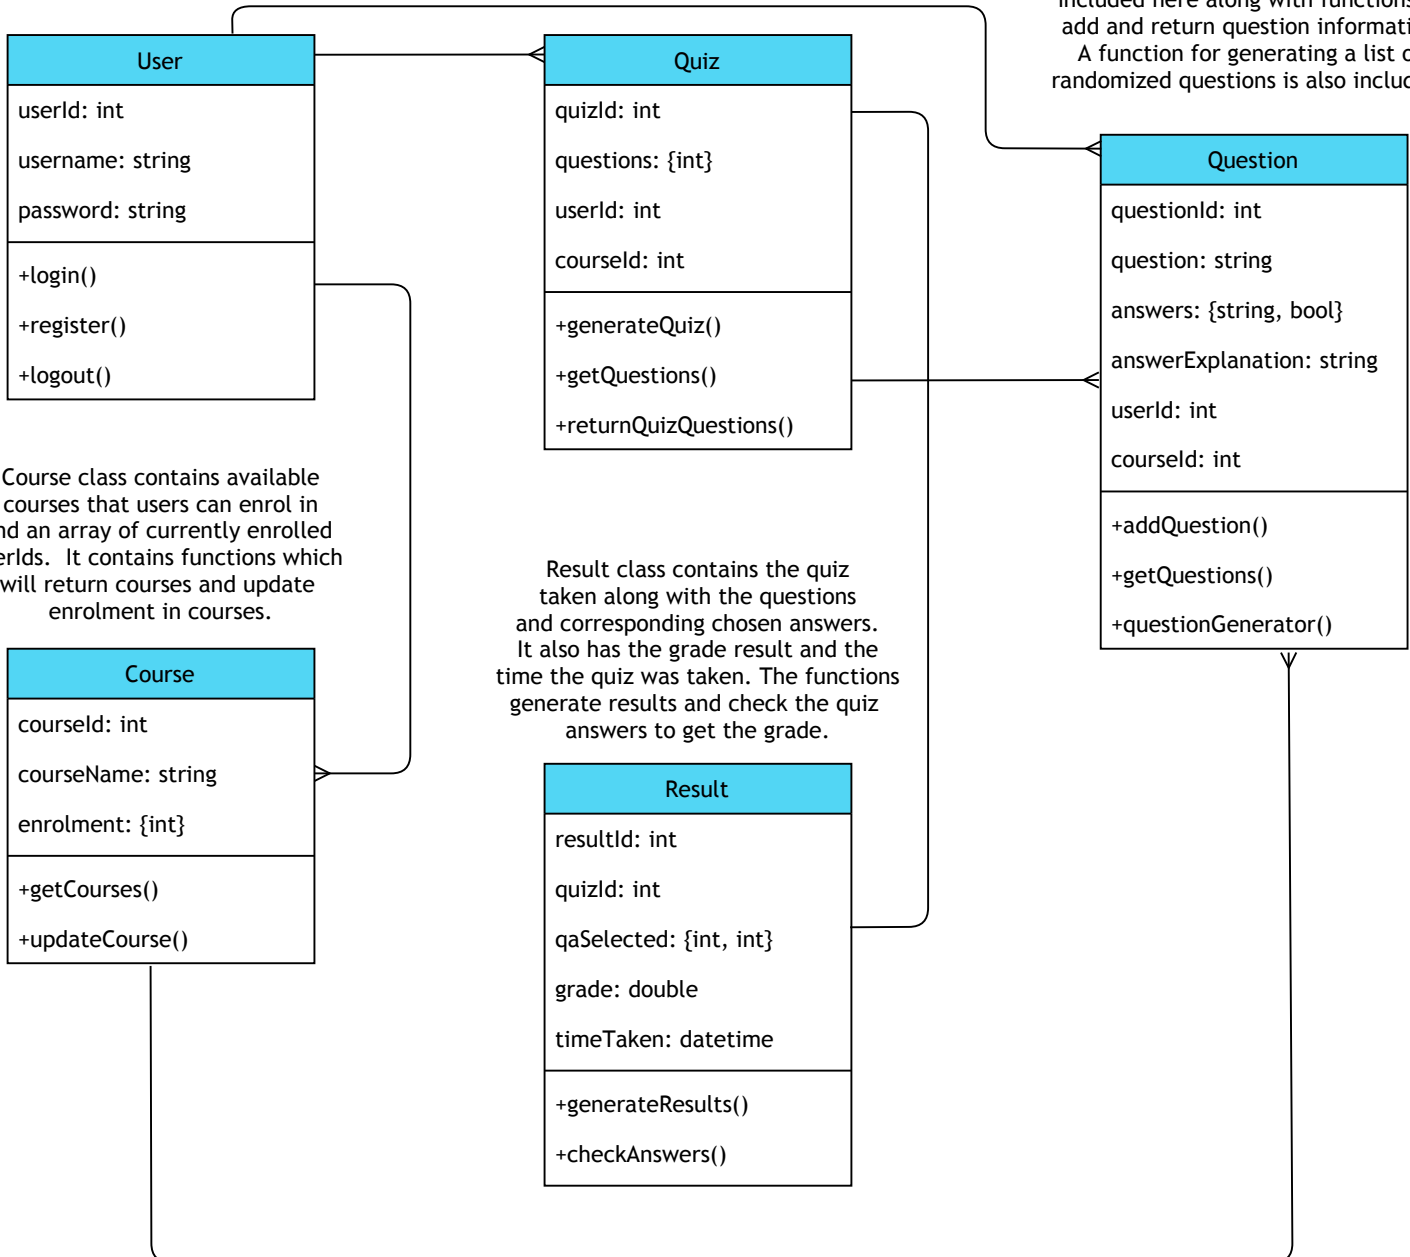 included here along with functions
add and return question informati
A function for generating a list o
randomized questions is also includ
User
userId: int
username: string
password: string
+login()
+register()
+logout()
Quiz
quizId: int
questions: {int}
userId: int
courseId: int
+generateQuiz()
+getQuestions()
+returnQuizQuestions()
Question
questionId: int
question: string
answers: {string, bool}
answerExplanation: string
userId: int
courseId: int
+addQuestion()
+getQuestions()
+questionGenerator()
Course class contains available
courses that users can enrol in
nd an array of currently enrolled
erIds. It contains functions which
will return courses and update
enrolment in courses.
Course
courseId: int
courseName: string
enrolment: {int}
+getCourses()
+updateCourse()
Result class contains the quiz
taken along with the questions
and corresponding chosen answers.
It also has the grade result and the
time the quiz was taken. The functions
generate results and check the quiz
answers to get the grade.
Result
resultId: int
quizId: int
qaSelected: {int, int}
grade: double
timeTaken: datetime
+generateResults()
+checkAnswers()